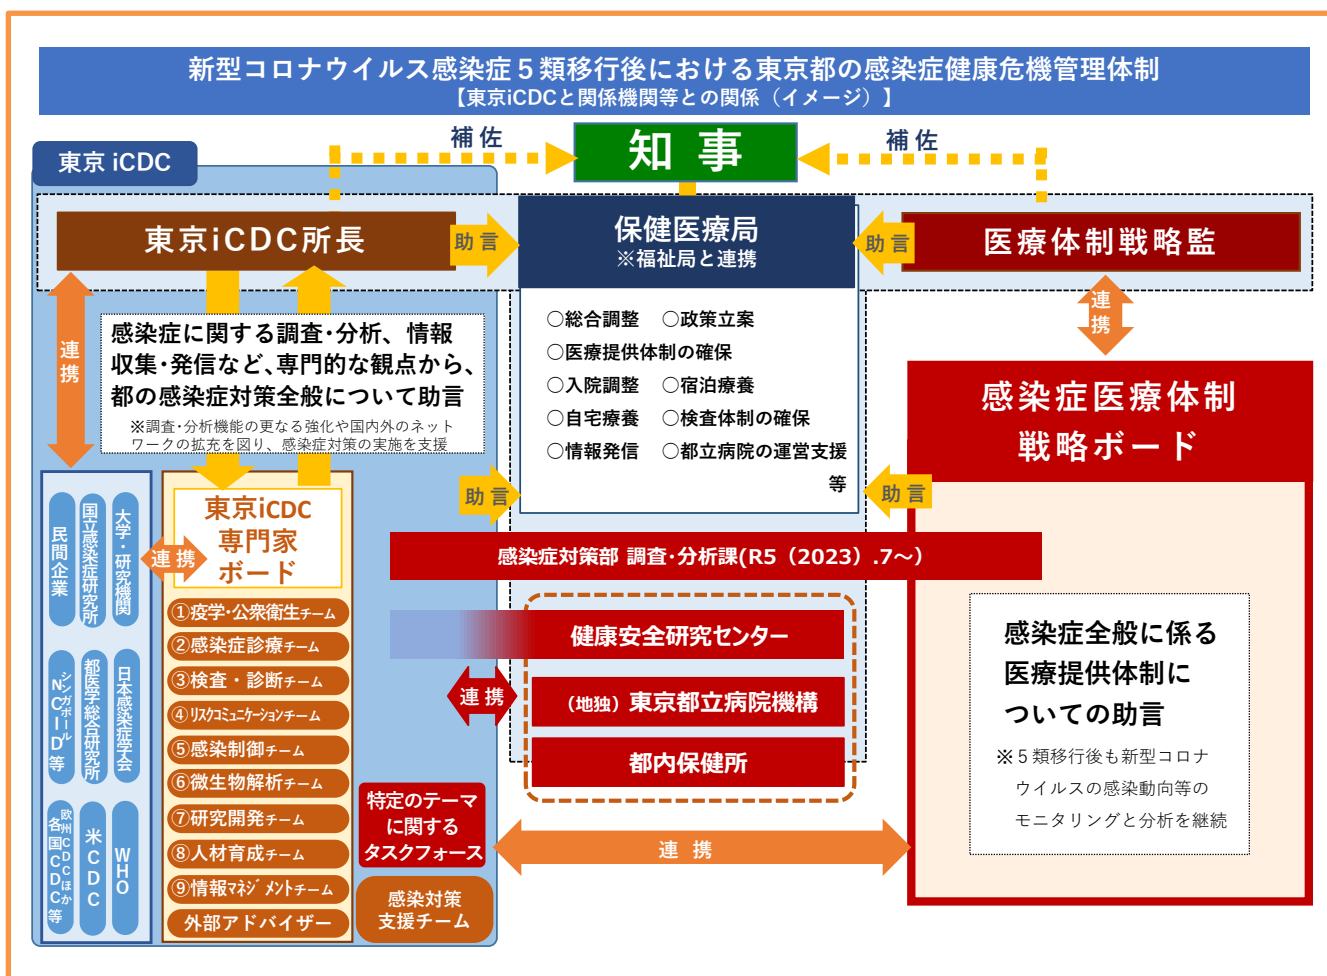 新型コロナウイルス感染症５類移行後における東京都の感染症健康危機管理体制
【東京iCDCと関係機関等との関係（イメージ）】
補佐
知事
補佐
東京 iCDC
東京iCDC所長
助言
保健医療局
※福祉局と連携
助言
医療体制戦略監
連携
連携
感染症に関する調査・分析、情報
収集・発信など、専門的な観点から、
都の感染症対策全般について助言
※調査・分析機能の更なる強化や国内外のネット
ワークの拡充を図り、感染症対策の実施を支援
○総合調整　○政策立案
○医療提供体制の確保
○入院調整　○宿泊療養
○自宅療養　○検査体制の確保
○情報発信　○都立病院の運営支援
等
感染症医療体制
戦略ボード
助言
助言
民間企業
国立感染症研究所
大学・研究機関
連携
東京iCDC
専門家
ボード
感染症対策部 調査・分析課(R5（2023）.7～）
①疫学・公衆衛生チーム
②感染症診療チーム
③検査・診断チーム
④リスクコミュニケーションチーム
⑤感染制御チーム
⑥微生物解析チーム
⑦研究開発チーム
⑧人材育成チーム
⑨情報マネジメントチーム
外部アドバイザー
シンガポール
NCID等
都医学総合研究所
日本感染症学会
欧州CDCほか
各国CDC等
米CDC
WHO
健康安全研究センター
連携
（地独）東京都立病院機構
都内保健所
特定のテーマ
に関する
タスクフォース
感染対策
支援チーム
連携
感染症全般に係る
医療提供体制に
ついての助言
※５類移行後も新型コロナ
ウイルスの感染動向等の
モニタリングと分析を継続